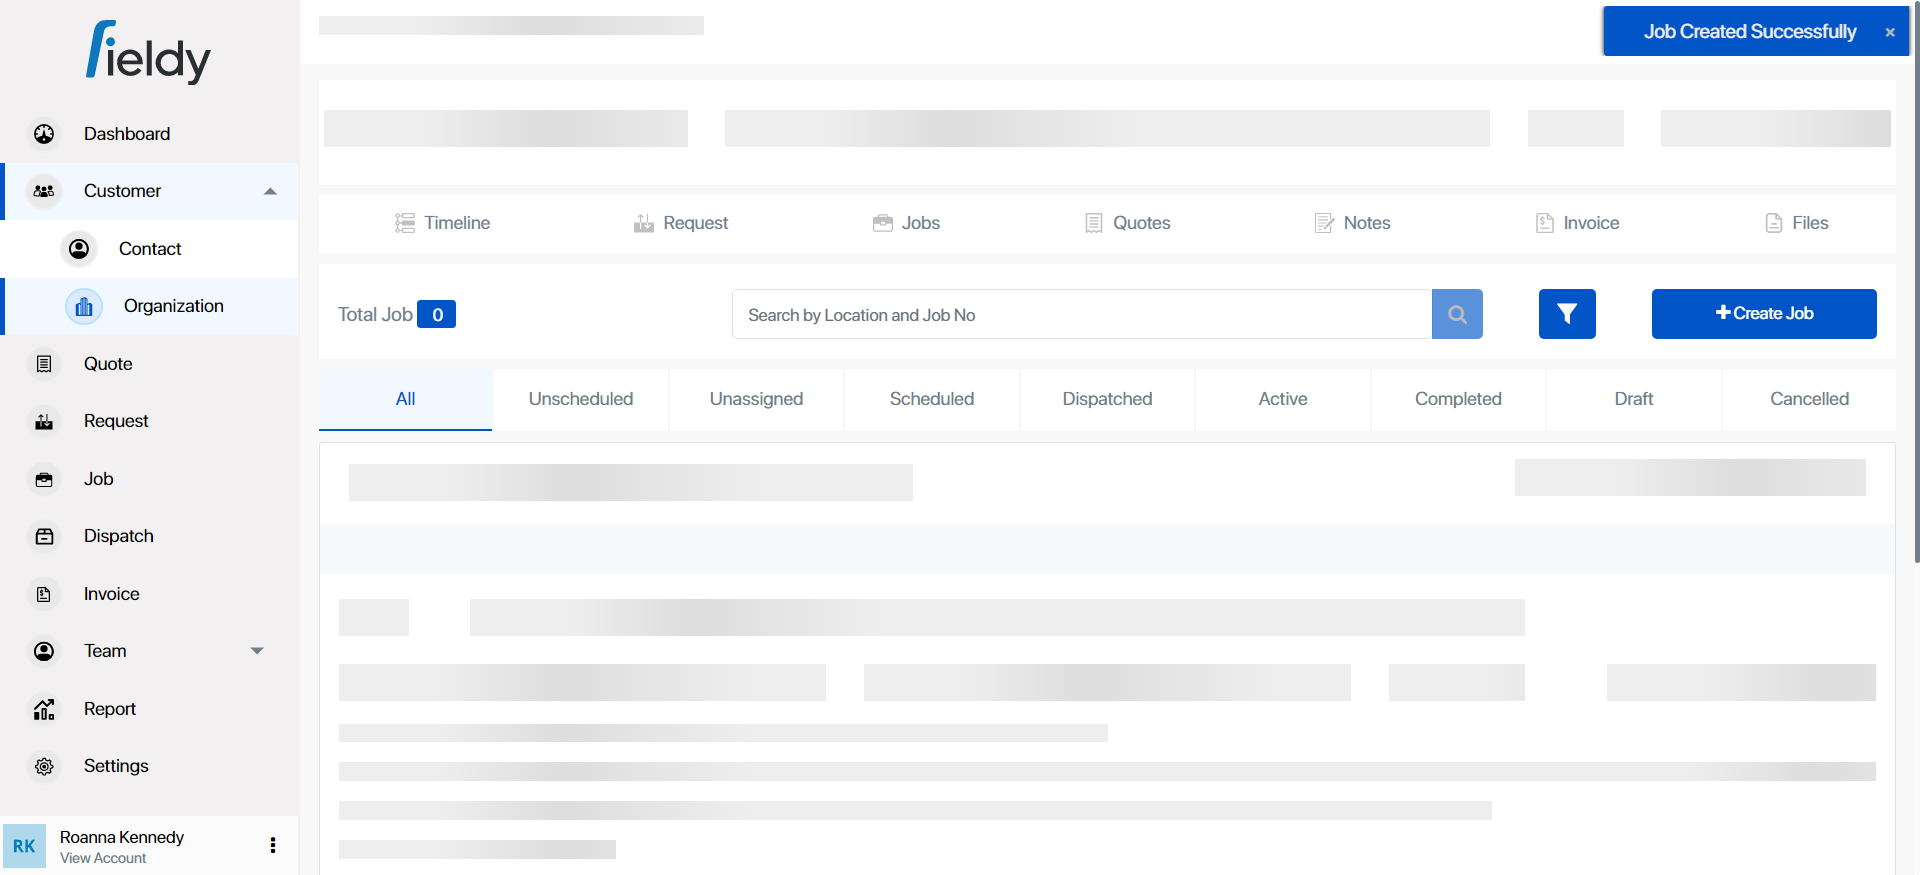 fieldy
Job Created Successfully ×
Dashboard
Customer
Contact
Organization
Quote
Request
Job
Dispatch
Invoice
Team
Report
Settings
RK
Roanna Kennedy
View Account
Timeline
Request
Jobs
Quotes
Notes
Invoice
Files
Total Job 0
Search by Location and Job No
Create Job
All
Unscheduled
Unassigned
Scheduled
Dispatched
Active
Completed
Draft
Cancelled